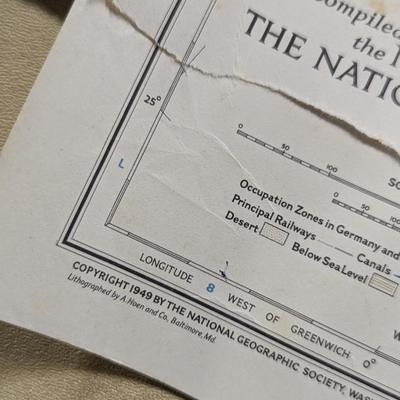 Compiled
the
THE NATIO
25°
L
0 50 100
0 50 100
Occupation Zones in Germany and
Principal Railways Canals
Desert Below Sea Level
LONGITUDE 8 WEST OF GREENWICH 0°
COPYRIGHT 1949 BY THE NATIONAL GEOGRAPHIC SOCIETY, WAS
Lithographed by A. Hoen and Co., Baltimore, Md.